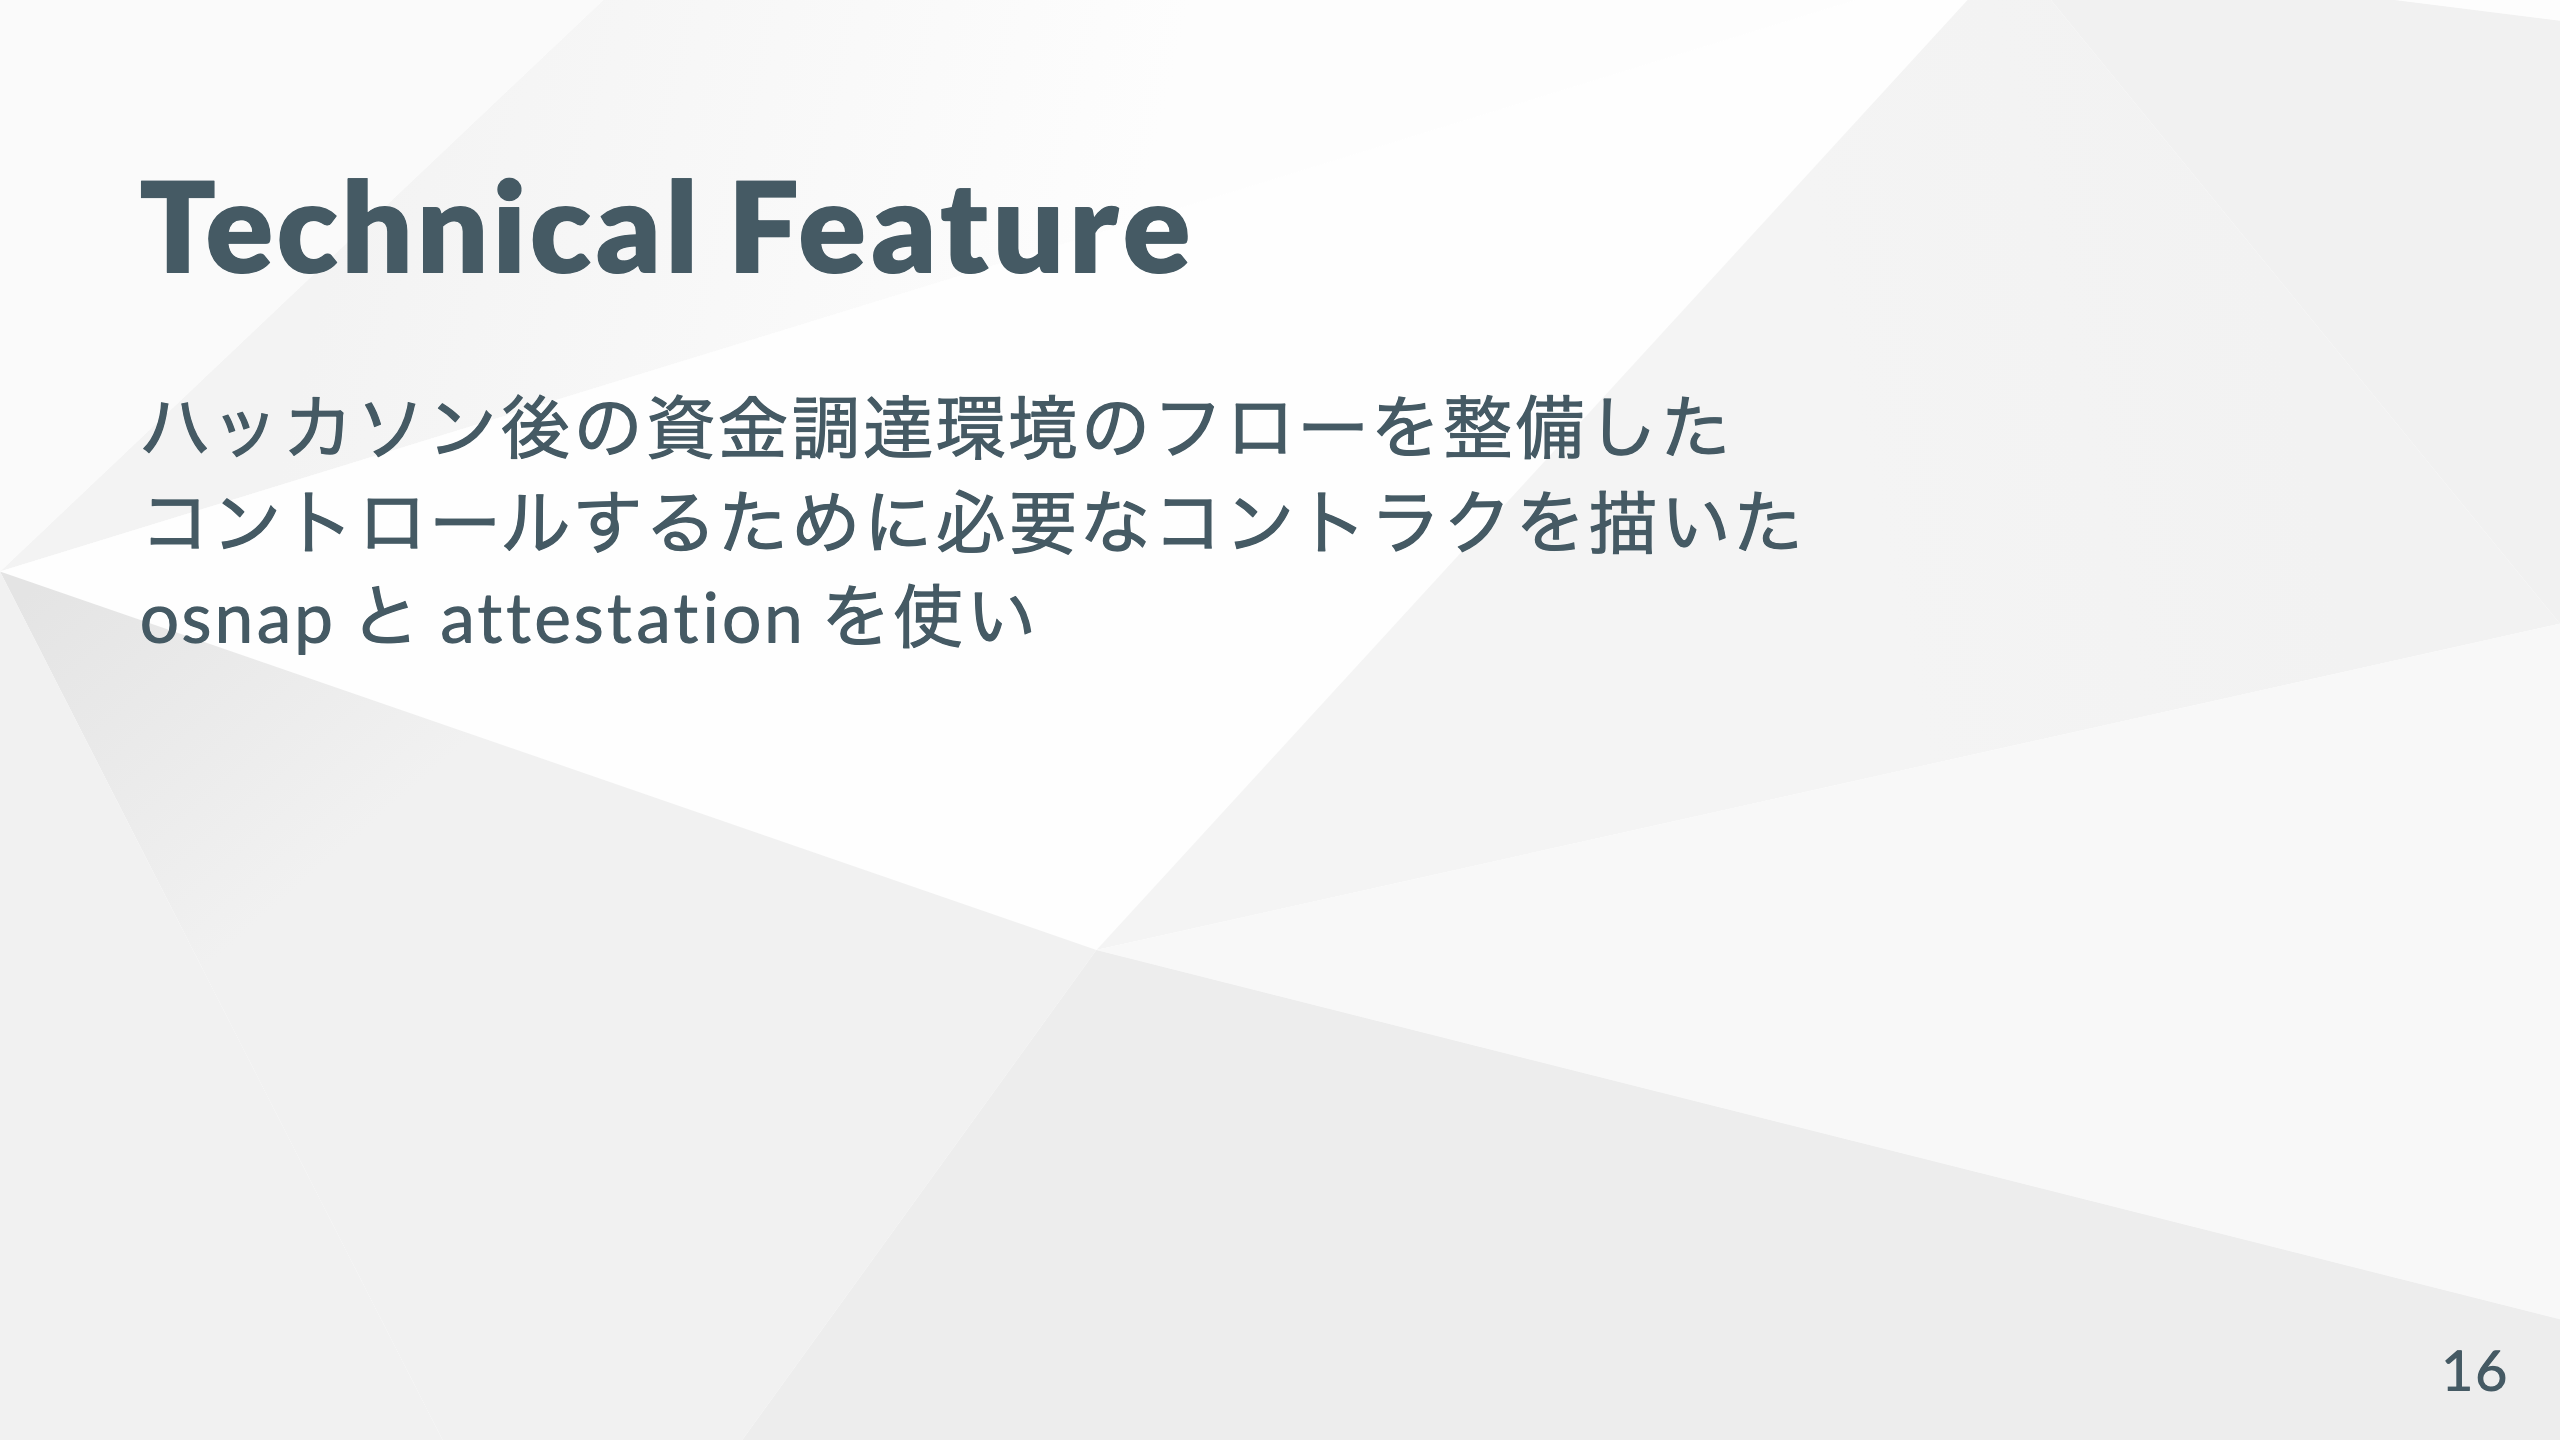 Technical Feature
ハッカソン後の資金調達環境のフローを整備した
コントロールするために必要なコントラクを描いた
osnap と attestation を使い
16